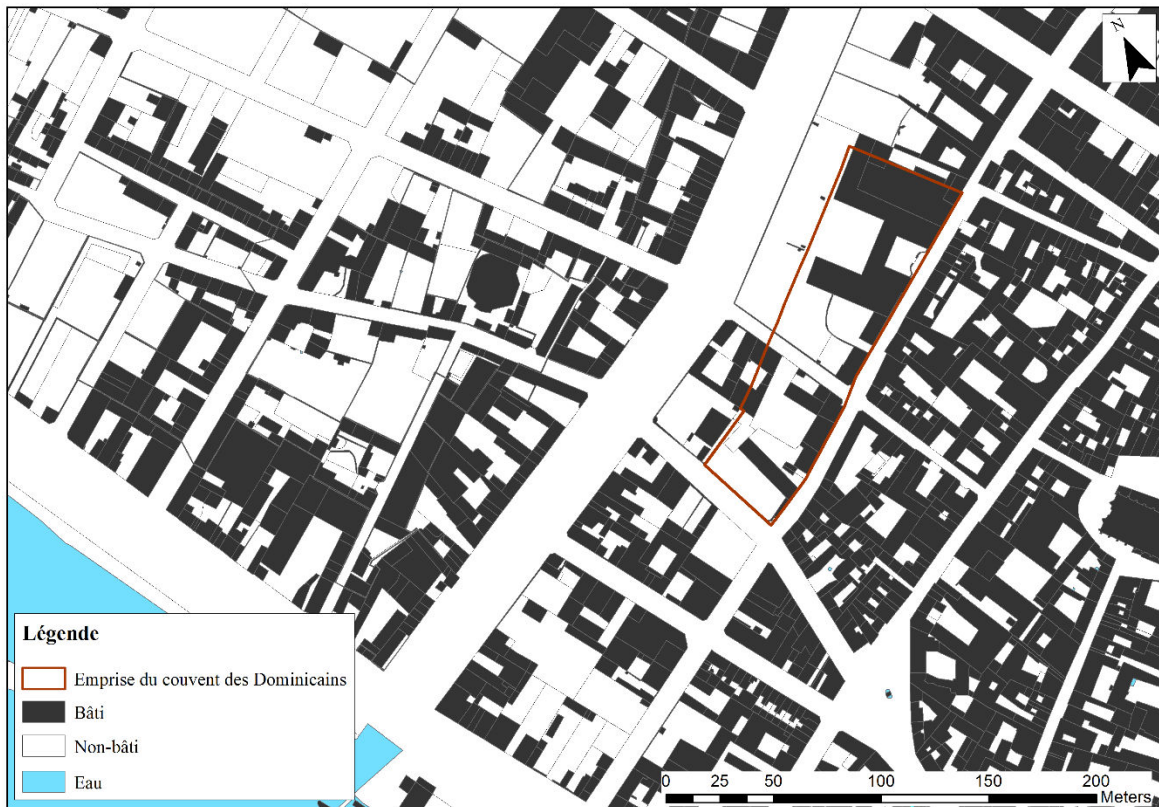 N
Légende
Emprise du couvent des Dominicains
Bâti
Non-bâti
Eau
0 25 50 100 150 200
Meters